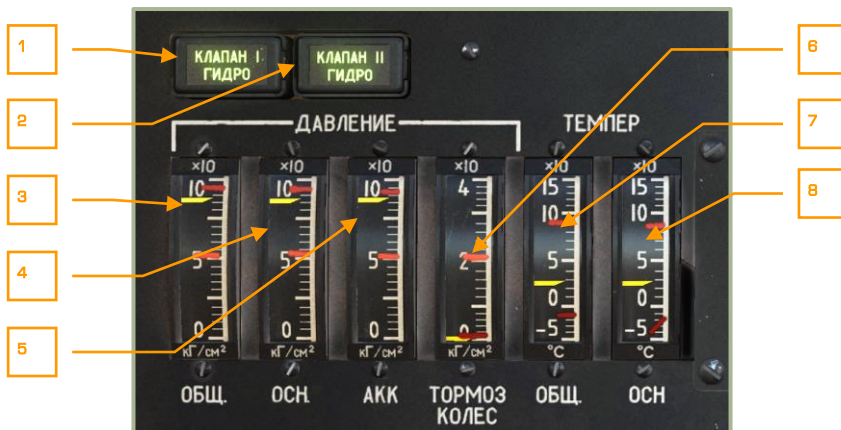 1
2
3
4
5
6
7
8
КЛАПАН I
ГИДРО
КЛАПАН II
ГИДРО
ДАВЛЕНИЕ
ТЕМПЕР
×10 ×10 ×10 ×10 ×10 ×10
10 10 10 4 15 15
10 10
5 5 5 2 5 5
0 0
0 0 0 0 -5 -5
кГ/см² кГ/см² кГ/см² кГ/см² °С °С
ОБЩ. ОСН. АКК ТОРМОЗ ОБЩ. ОСН
КОЛЕС